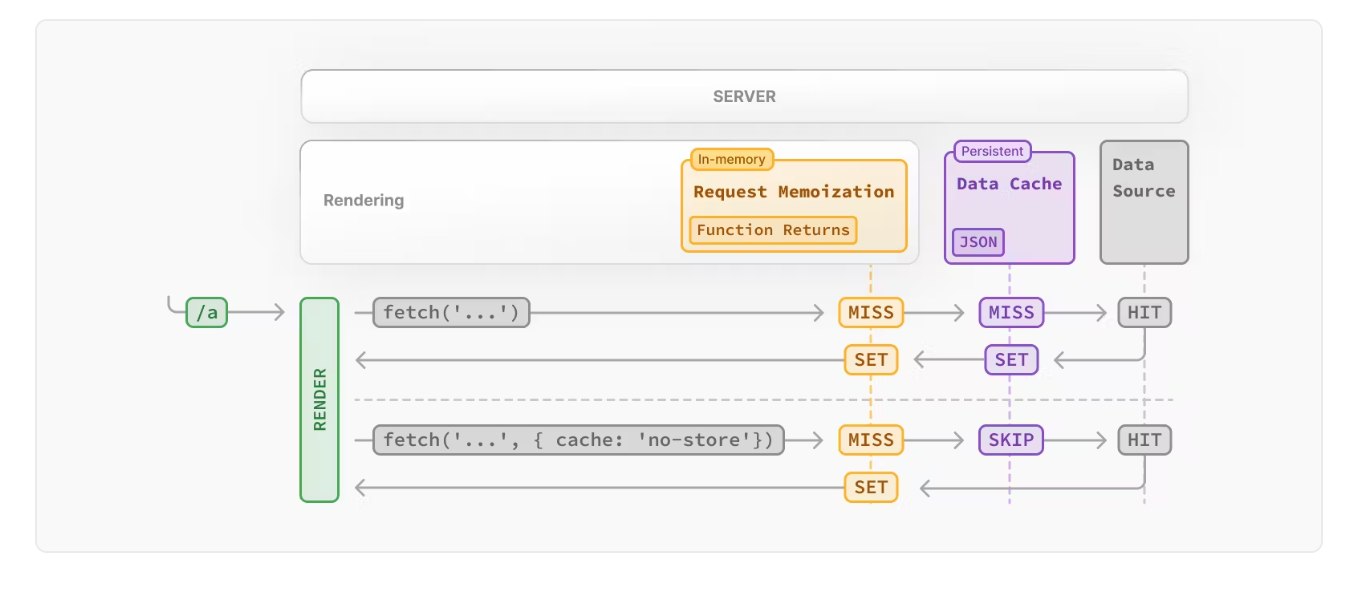 SERVER
Rendering
In-memory
Request Memoization
Function Returns
Persistent
Data Cache
JSON
Data
Source
/a
RENDER
fetch('...')
MISS
MISS
HIT
SET
SET
fetch('...', { cache: 'no-store'})
MISS
SKIP
HIT
SET